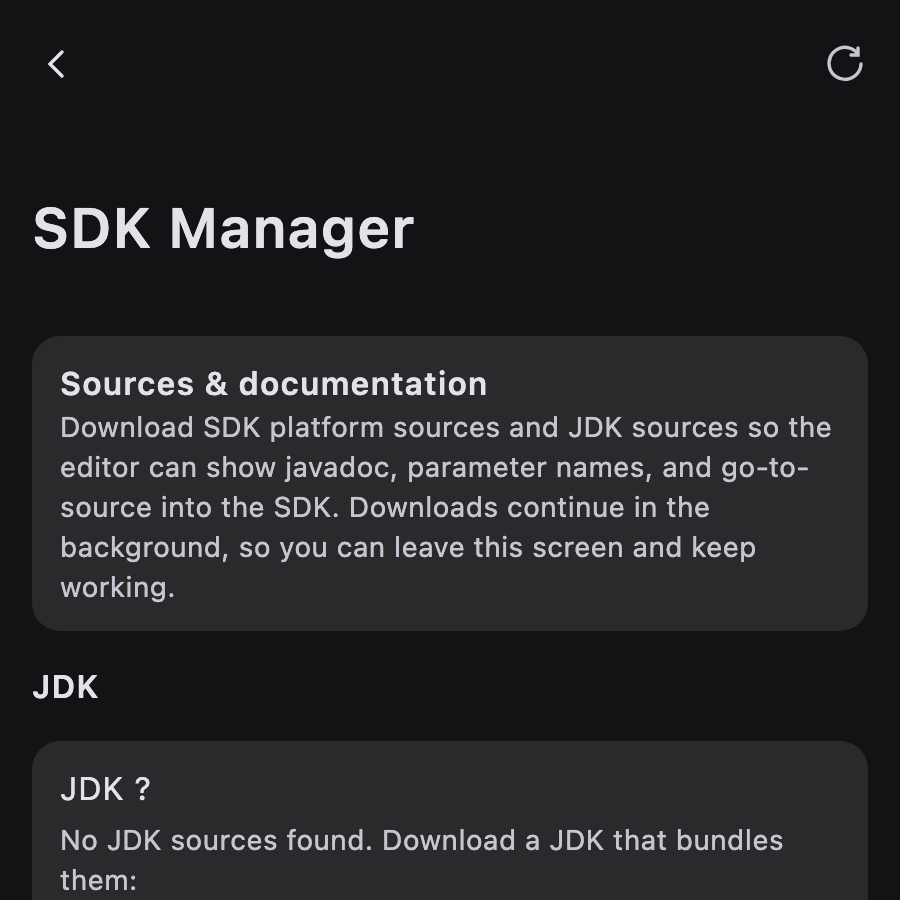 SDK Manager
Sources & documentation
Download SDK platform sources and JDK sources so the
editor can show javadoc, parameter names, and go-to-
source into the SDK. Downloads continue in the
background, so you can leave this screen and keep
working.
JDK
JDK ?
No JDK sources found. Download a JDK that bundles
them: